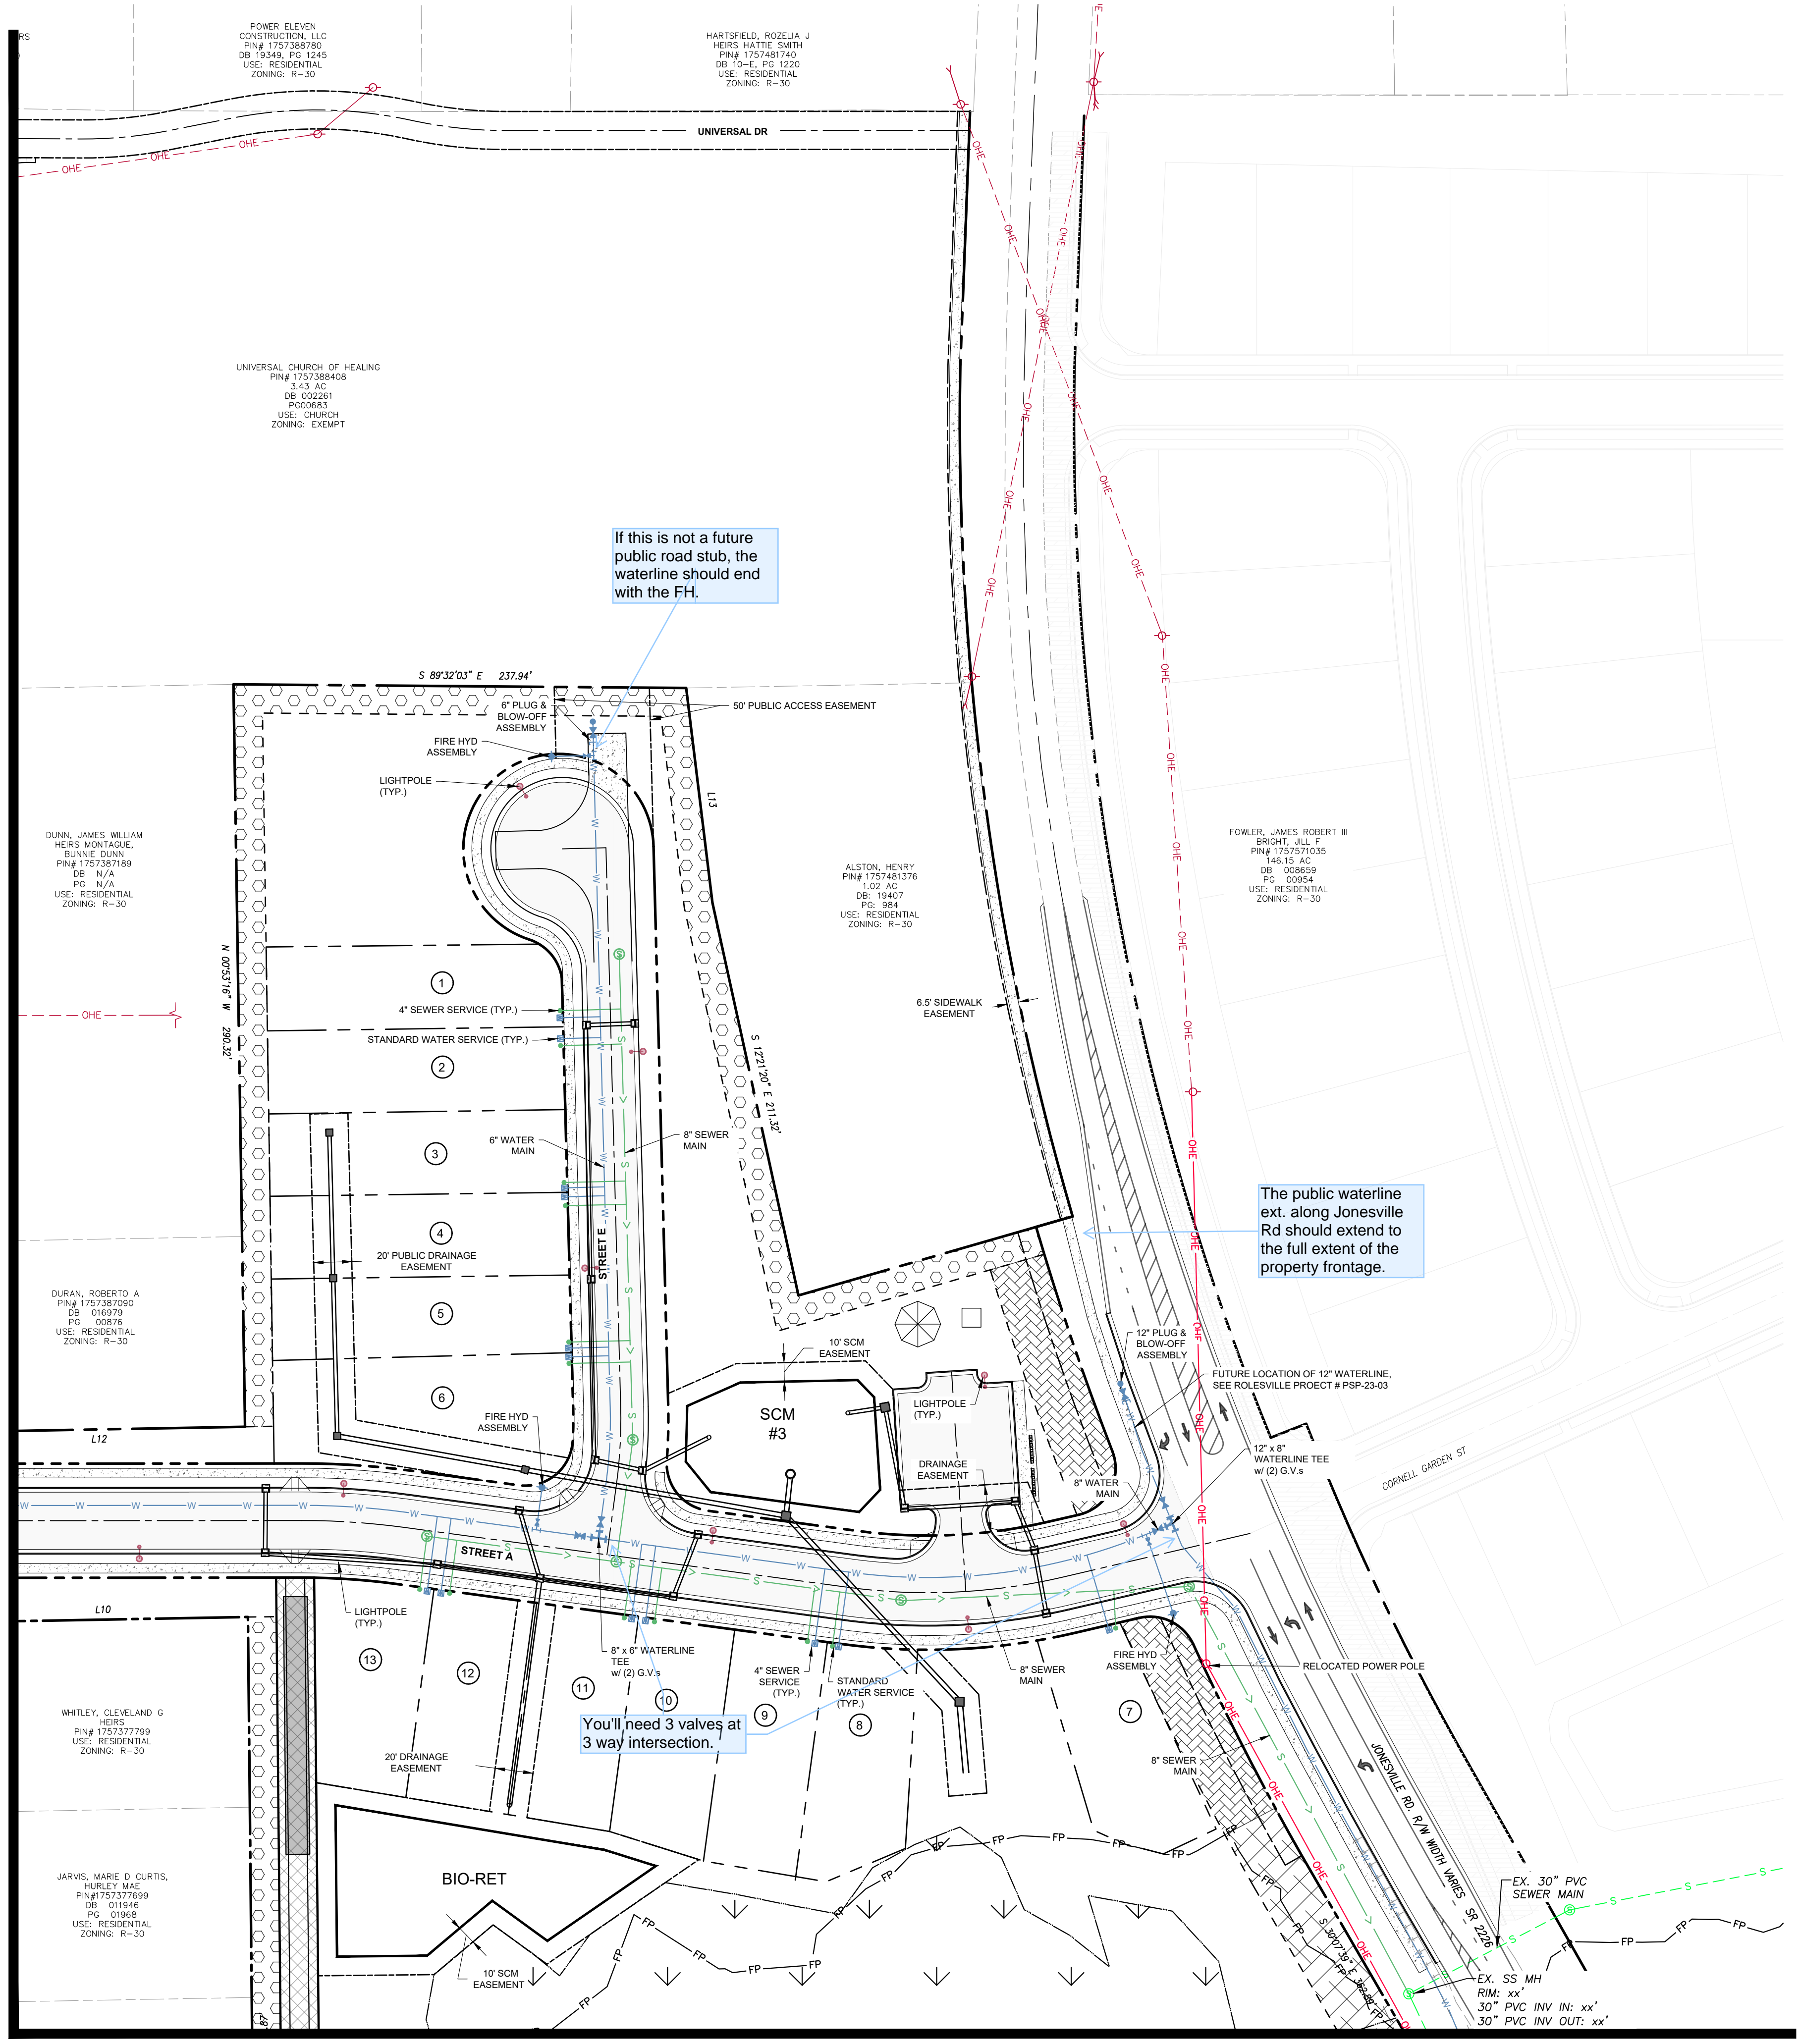 RS
POWER ELEVEN
CONSTRUCTION, LLC
PIN# 1757388780
DB 19349, PG 1245
USE: RESIDENTIAL
ZONING: R-30
HARTSFIELD, ROZELIA J
HEIRS HATTIE SMITH
PIN# 1757481740
DB 10-E, PG 1220
USE: RESIDENTIAL
ZONING: R-30
UNIVERSAL DR
OHE
OHE
OHE
UNIVERSAL CHURCH OF HEALING
PIN# 1757388408
3.43 AC
DB 002261
PG00683
USE: CHURCH
ZONING: EXEMPT
If this is not a future
public road stub, the
waterline should end
with the FH.
S 89°32'03" E 237.94'
6" PLUG &
BLOW-OFF
ASSEMBLY
50' PUBLIC ACCESS EASEMENT
FIRE HYD
ASSEMBLY
LIGHTPOLE
(TYP.)
L13
DUNN, JAMES WILLIAM
HEIRS MONTAGUE,
BUNNIE DUNN
PIN# 1757387189
DB N/A
PG N/A
USE: RESIDENTIAL
ZONING: R-30
ALSTON, HENRY
PIN# 1757481376
1.02 AC
DB: 19407
PG: 984
USE: RESIDENTIAL
ZONING: R-30
FOWLER, JAMES ROBERT III
BRIGHT, JILL F
PIN# 1757571035
146.15 AC
DB 008659
PG 00954
USE: RESIDENTIAL
ZONING: R-30
N 00°53'16" W 290.32'
1
4" SEWER SERVICE (TYP.)
STANDARD WATER SERVICE (TYP.)
2
OHE
6.5' SIDEWALK
EASEMENT
S 12°21'20" E 211.32'
3
6" WATER
MAIN
8" SEWER
MAIN
4
20' PUBLIC DRAINAGE
EASEMENT
STREET E
The public waterline
ext. along Jonesville
Rd should extend to
the full extent of the
property frontage.
DURAN, ROBERTO A
PIN# 1757387090
DB 016979
PG 00876
USE: RESIDENTIAL
ZONING: R-30
5
10' SCM
EASEMENT
12" PLUG &
BLOW-OFF
ASSEMBLY
FUTURE LOCATION OF 12" WATERLINE,
SEE ROLESVILLE PROECT # PSP-23-03
6
L12
FIRE HYD
ASSEMBLY
SCM
#3
LIGHTPOLE
(TYP.)
DRAINAGE
EASEMENT
12" x 8"
WATERLINE TEE
w/ (2) G.V.s
8" WATER
MAIN
CORNELL GARDEN ST
STREET A
L10
LIGHTPOLE
(TYP.)
13
12
11
10
9
8
7
8" x 6" WATERLINE
TEE
w/ (2) G.V.s
4" SEWER
SERVICE
(TYP.)
STANDARD
WATER SERVICE
(TYP.)
8" SEWER
MAIN
FIRE HYD
ASSEMBLY
RELOCATED POWER POLE
You'll need 3 valves at
3 way intersection.
WHITLEY, CLEVELAND G
HEIRS
PIN# 1757377799
USE: RESIDENTIAL
ZONING: R-30
20' DRAINAGE
EASEMENT
8" SEWER
MAIN
JONESVILLE RD. R/W WIDTH VARIES SR 2226
BIO-RET
JARVIS, MARIE D CURTIS,
HURLEY MAE
PIN#1757377699
DB 011946
PG 01968
USE: RESIDENTIAL
ZONING: R-30
10' SCM
EASEMENT
S 30°07'39" E 362.89'
EX. 30" PVC
SEWER MAIN
EX. SS MH
RIM: xx'
30" PVC INV IN: xx'
30" PVC INV OUT: xx'